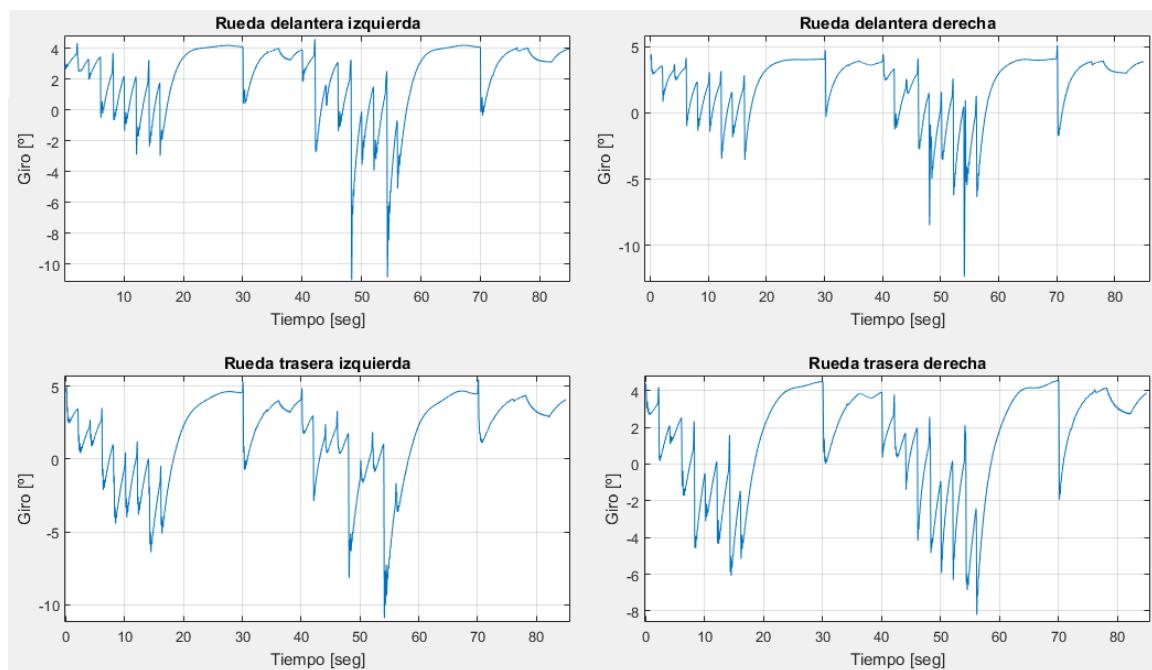 Rueda delantera izquierda
4
2
0
-2
-4
-6
-8
-10
Giro [º]
10 20 30 40 50 60 70 80
Tiempo [seg]
Rueda delantera derecha
5
0
-5
-10
Giro [º]
0 10 20 30 40 50 60 70 80
Tiempo [seg]
Rueda trasera izquierda
5
0
-5
-10
Giro [º]
0 10 20 30 40 50 60 70 80
Tiempo [seg]
Rueda trasera derecha
4
2
0
-2
-4
-6
-8
Giro [º]
0 10 20 30 40 50 60 70 80
Tiempo [seg]